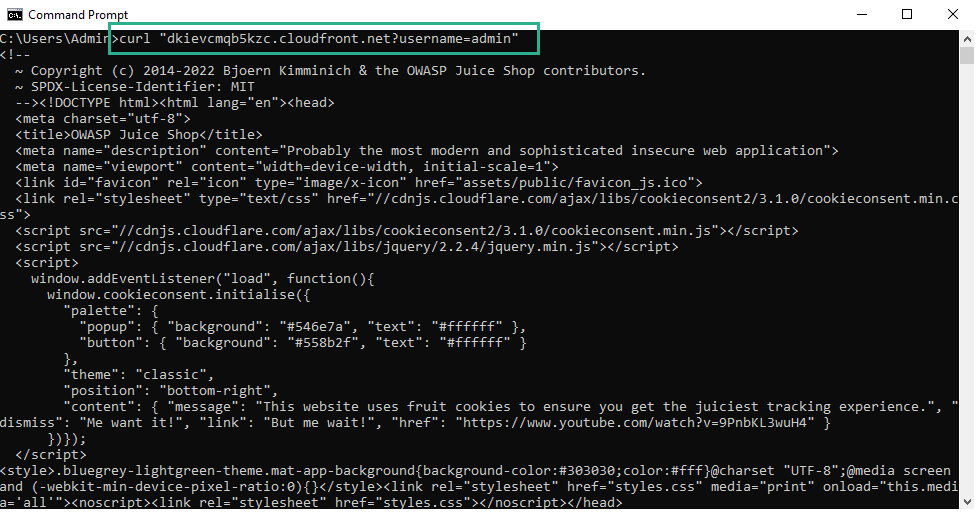 Command Prompt
C:\Users\Admin>curl "dkievcmqb5kzc.cloudfront.net?username=admin"
<!--
  ~ Copyright (c) 2014-2022 Bjoern Kimminich & the OWASP Juice Shop contributors.
  ~ SPDX-License-Identifier: MIT
  --><!DOCTYPE html><html lang="en"><head>
  <meta charset="utf-8">
  <title>OWASP Juice Shop</title>
  <meta name="description" content="Probably the most modern and sophisticated insecure web application">
  <meta name="viewport" content="width=device-width, initial-scale=1">
  <link id="favicon" rel="icon" type="image/x-icon" href="assets/public/favicon_js.ico">
  <link rel="stylesheet" type="text/css" href="//cdnjs.cloudflare.com/ajax/libs/cookieconsent2/3.1.0/cookieconsent.min.c
ss">
  <script src="//cdnjs.cloudflare.com/ajax/libs/cookieconsent2/3.1.0/cookieconsent.min.js"></script>
  <script src="//cdnjs.cloudflare.com/ajax/libs/jquery/2.2.4/jquery.min.js"></script>
  <script>
    window.addEventListener("load", function(){
      window.cookieconsent.initialise({
        "palette": {
          "popup": { "background": "#546e7a", "text": "#ffffff" },
          "button": { "background": "#558b2f", "text": "#ffffff" }
        },
        "theme": "classic",
        "position": "bottom-right",
        "content": { "message": "This website uses fruit cookies to ensure you get the juiciest tracking experience.", "
dismiss": "Me want it!", "link": "But me wait!", "href": "https://www.youtube.com/watch?v=9PnbKL3wuH4" }
      })});
  </script>
<style>.bluegrey-lightgreen-theme.mat-app-background{background-color:#303030;color:#fff}@charset "UTF-8";@media screen
and (-webkit-min-device-pixel-ratio:0){}</style><link rel="stylesheet" href="styles.css" media="print" onload="this.medi
a='all'"><noscript><link rel="stylesheet" href="styles.css"></noscript></head>